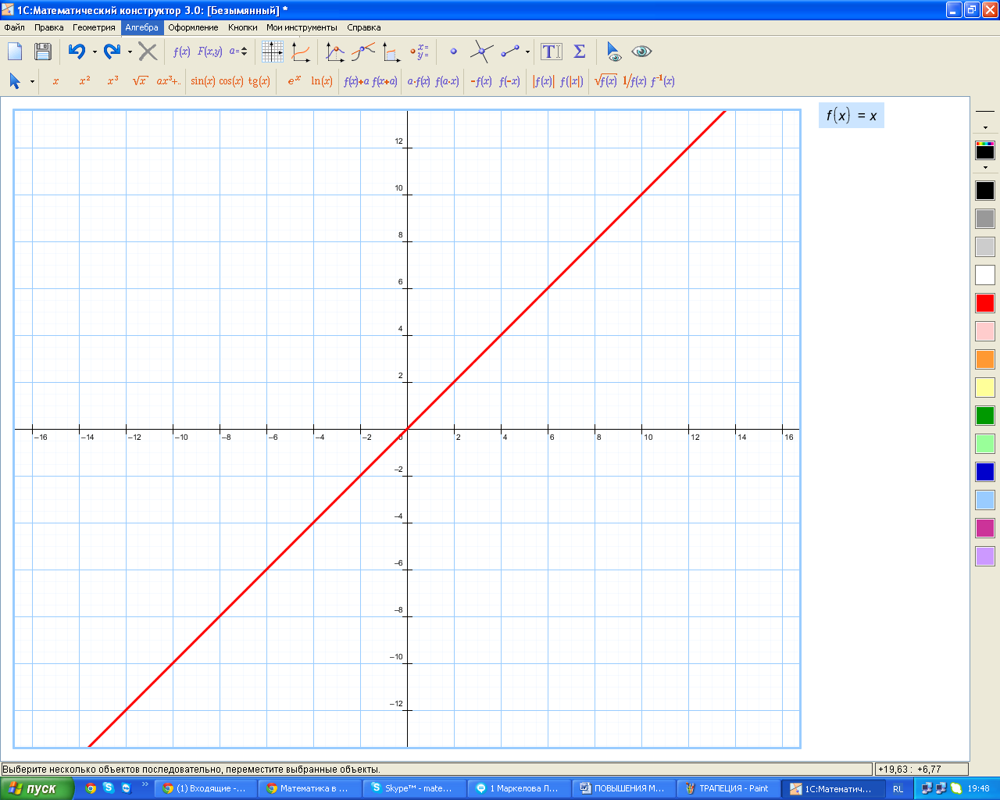 1С:Математический конструктор 3.0: [Безымянный] *
Файл Правка Геометрия Алгебра Оформление Кнопки Мои инструменты Справка
f(x) F(x,y) a= x= y= T Σ
x x² x³ √x ax³+.. sin(x) cos(x) tg(x) eˣ ln(x) f(x)+a f(x+a) a·f(x) f(a·x) -f(x) f(-x) |f(x)| f(|x|) √f(x) 1/f(x) f⁻¹(x)
f(x) = x
12
10
8
6
4
2
−16 −14 −12 −10 −8 −6 −4 −2 0 2 4 6 8 10 12 14 16
−2
−4
−6
−8
−10
−12
Выберите несколько объектов последовательно, переместите выбранные объекты.
+19,63 : +6,77
пуск » (1) Входящие -... Математика в ... Skype™ - mate... 1 Маркелова Л... ПОВЫШЕНИЯ М... ТРАПЕЦИЯ - Paint 1С:Математич... RL 19:48